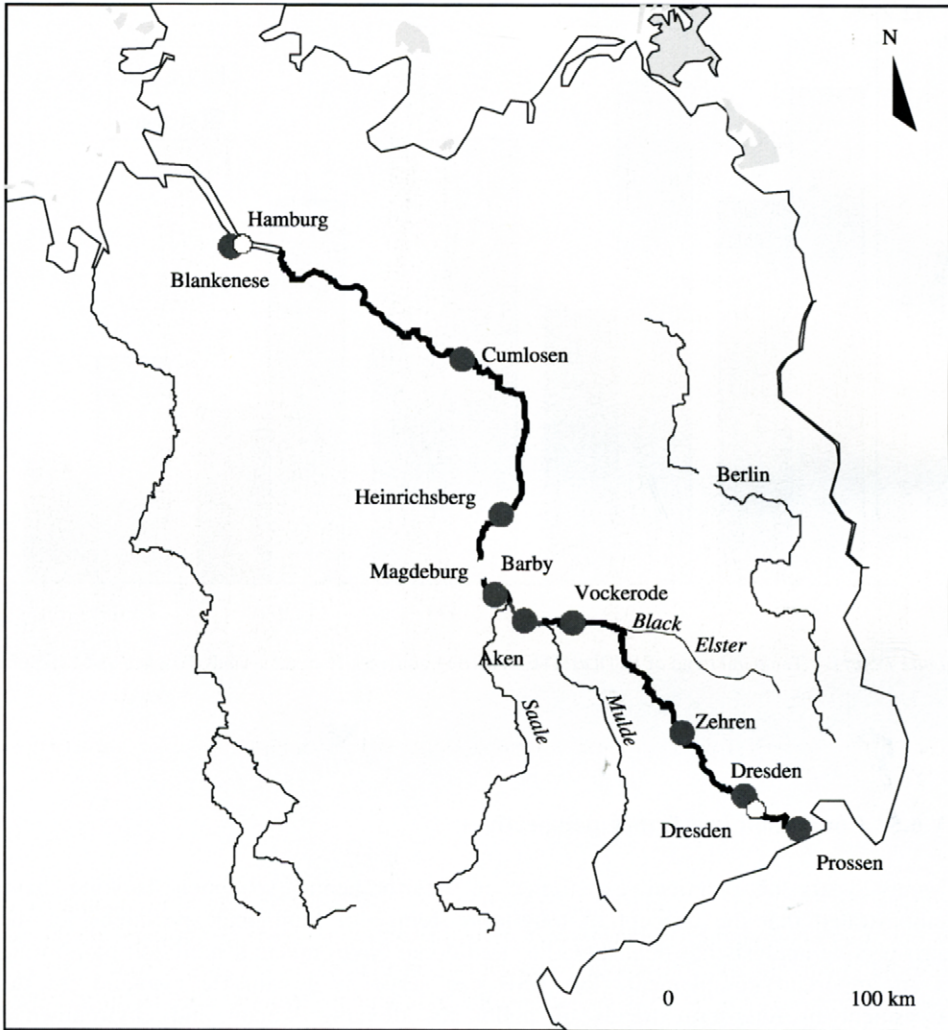 N
Hamburg
Blankenese
Cumlosen
Heinrichsberg
Berlin
Magdeburg
Barby
Vockerode
Black
Elster
Aken
Saale
Mulde
Zehren
Dresden
Dresden
Prossen
0 100 km